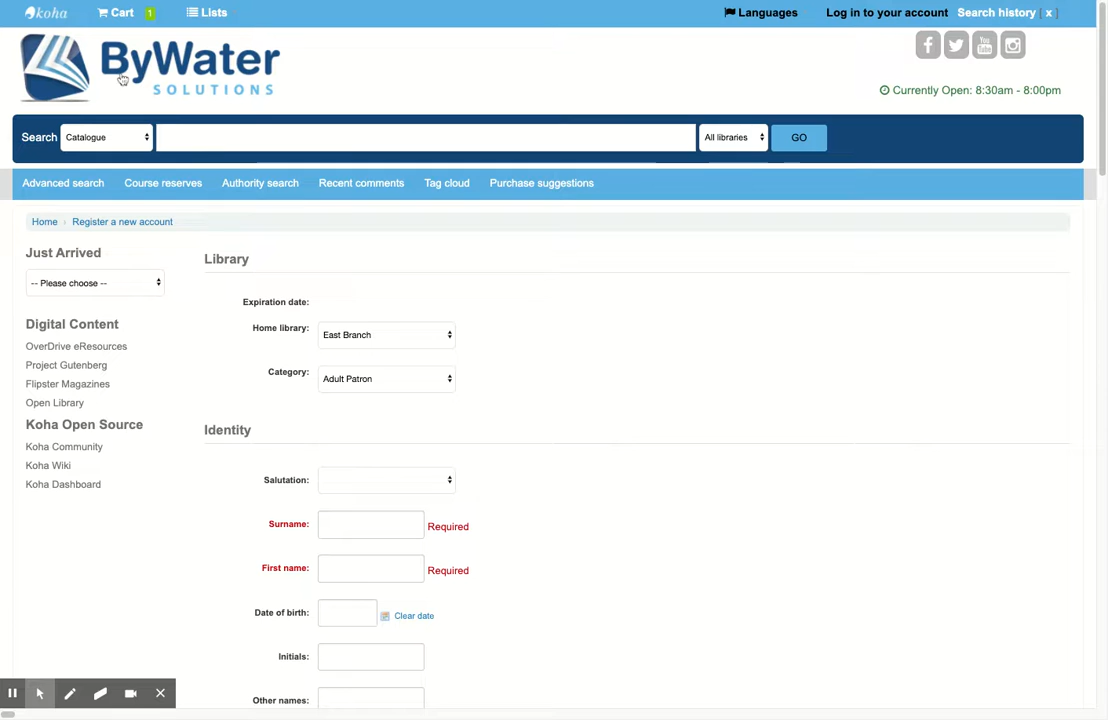 koha Cart 1 Lists Languages Log in to your account Search history [ x ]
ByWater
SOLUTIONS
Currently Open: 8:30am - 8:00pm
Search Catalogue All libraries GO
Advanced search Course reserves Authority search Recent comments Tag cloud Purchase suggestions
Home › Register a new account
Just Arrived
-- Please choose --
Digital Content
OverDrive eResources
Project Gutenberg
Flipster Magazines
Open Library
Koha Open Source
Koha Community
Koha Wiki
Koha Dashboard
Library
Expiration date:
Home library: East Branch
Category: Adult Patron
Identity
Salutation:
Surname: Required
First name: Required
Date of birth: Clear date
Initials:
Other names: